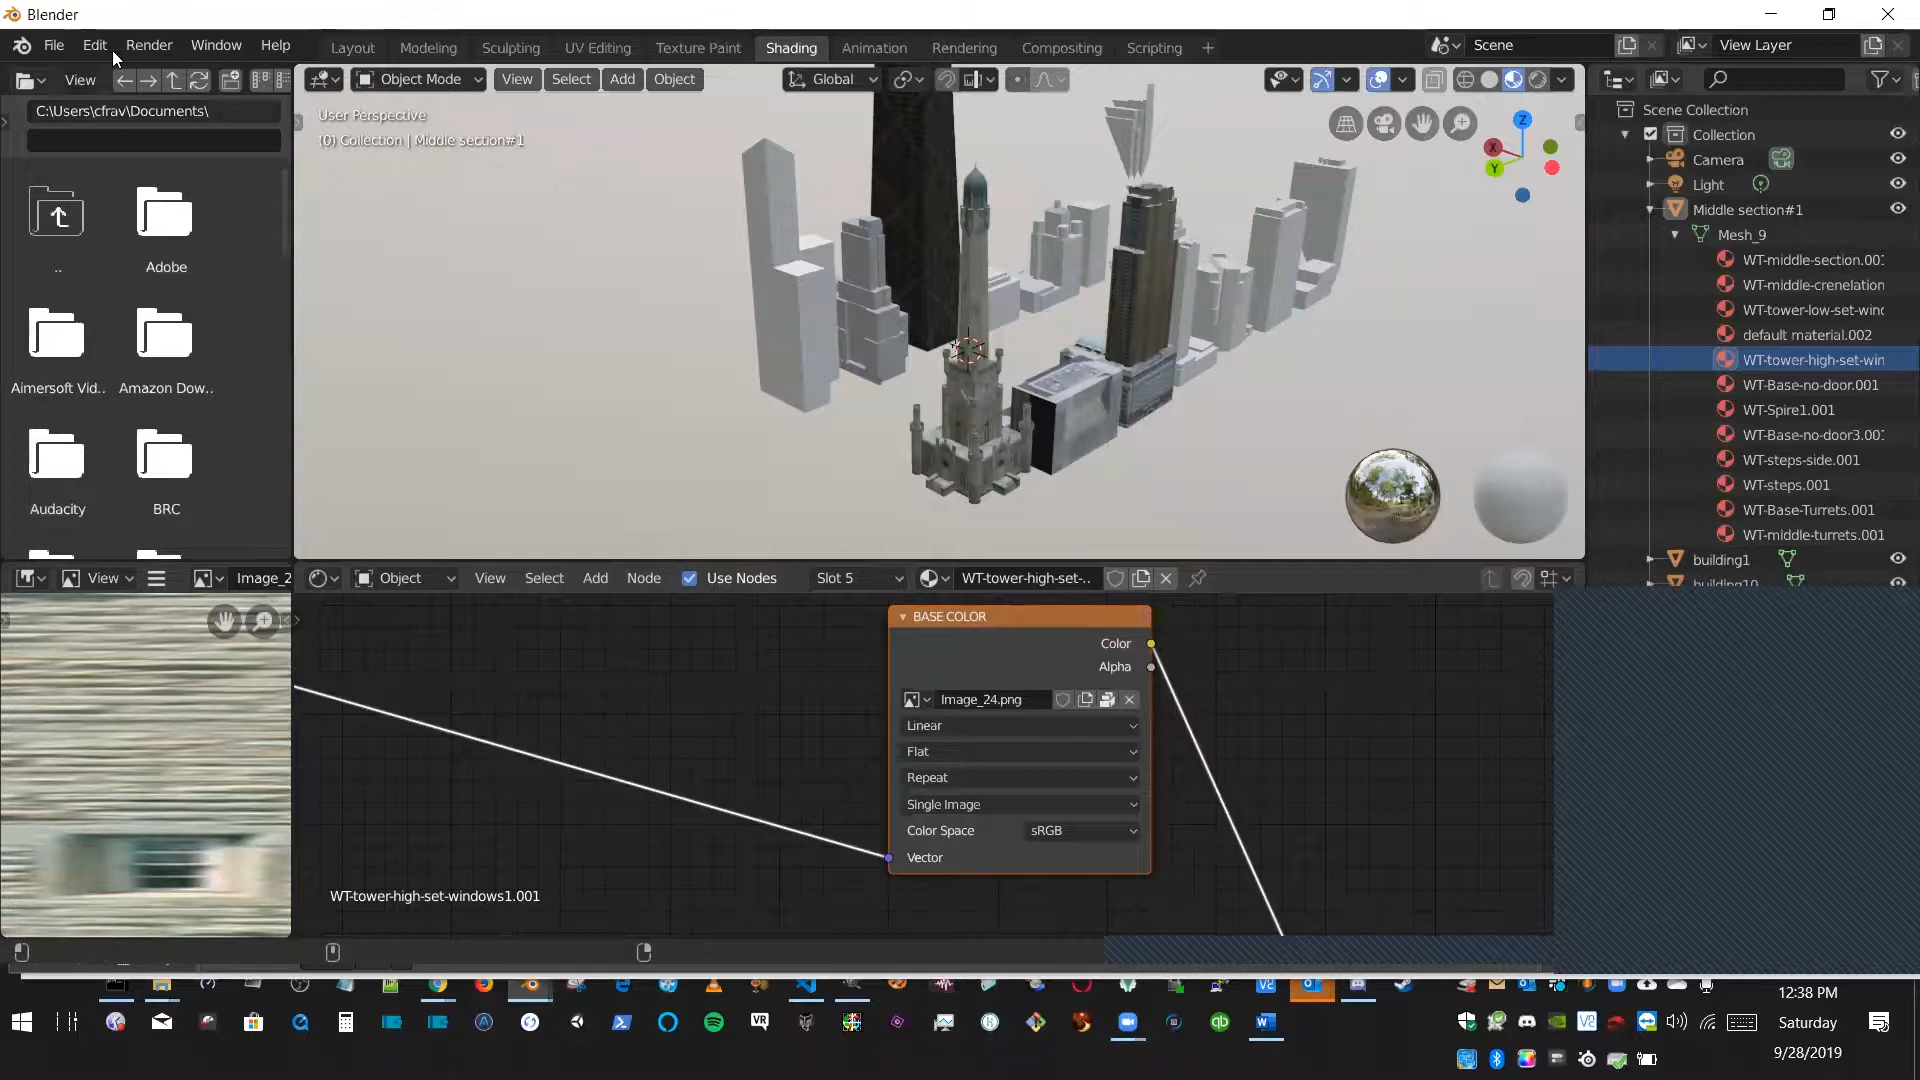 Blender
File Edit Render Window Help
Layout Modeling Sculpting UV Editing Texture Paint Shading Animation Rendering Compositing Scripting +
Scene
View Layer
View
Object Mode View Select Add Object
Global
C:\Users\cfrav\Documents\
User Perspective
(0) Collection | Middle section#1
Z
X
Y
..
Adobe
Aimersoft Vid..
Amazon Dow..
Audacity
BRC
Scene Collection
Collection
Camera
Light
Middle section#1
Mesh_9
WT-middle-section.001
WT-middle-crenelation
WT-tower-low-set-wind
default material.002
WT-tower-high-set-win
WT-Base-no-door.001
WT-Spire1.001
WT-Base-no-door3.001
WT-steps-side.001
WT-steps.001
WT-Base-Turrets.001
WT-middle-turrets.001
building1
building10
View
Image_2
Object View Select Add Node Use Nodes Slot 5 WT-tower-high-set-..
BASE COLOR
Color
Alpha
Image_24.png
Linear
Flat
Repeat
Single Image
Color Space sRGB
Vector
WT-tower-high-set-windows1.001
12:38 PM
Saturday
9/28/2019